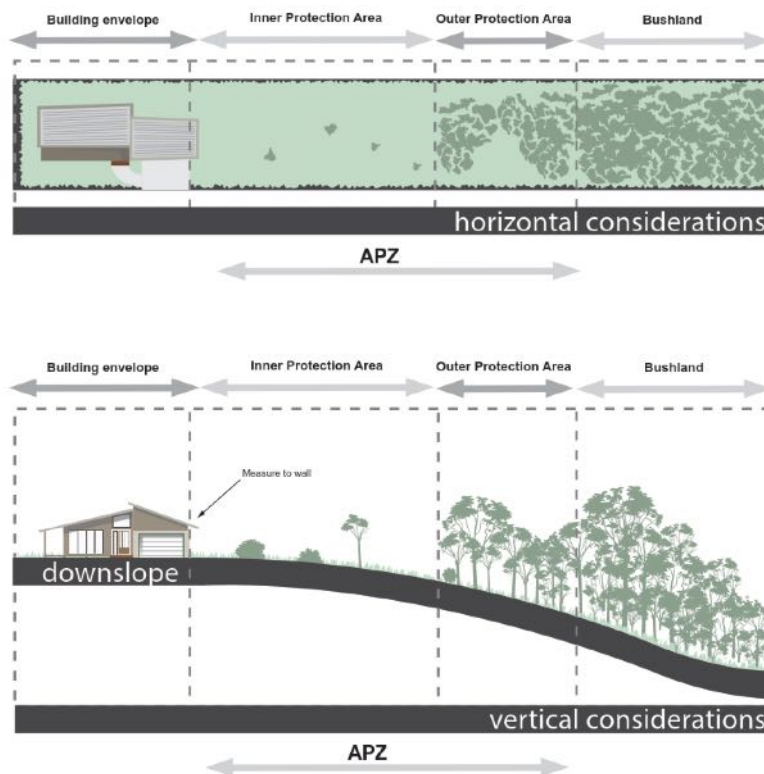 Building envelope
Inner Protection Area
Outer Protection Area
Bushland
horizontal considerations
APZ
Building envelope
Inner Protection Area
Outer Protection Area
Bushland
Measure to wall
downslope
vertical considerations
APZ